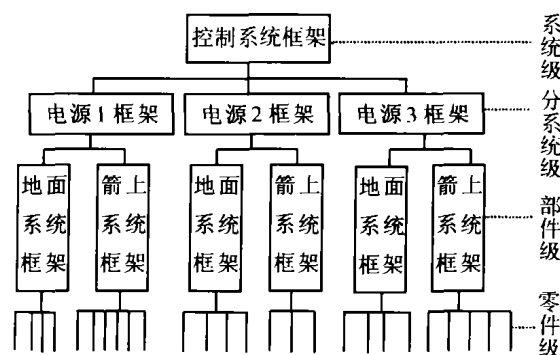 控制系统框架
系统级
电源1框架
电源2框架
电源3框架
分系统级
地面
系统
框架
箭上
系统
框架
地面
系统
框架
箭上
系统
框架
地面
系统
框架
箭上
系统
框架
部件级
零件级